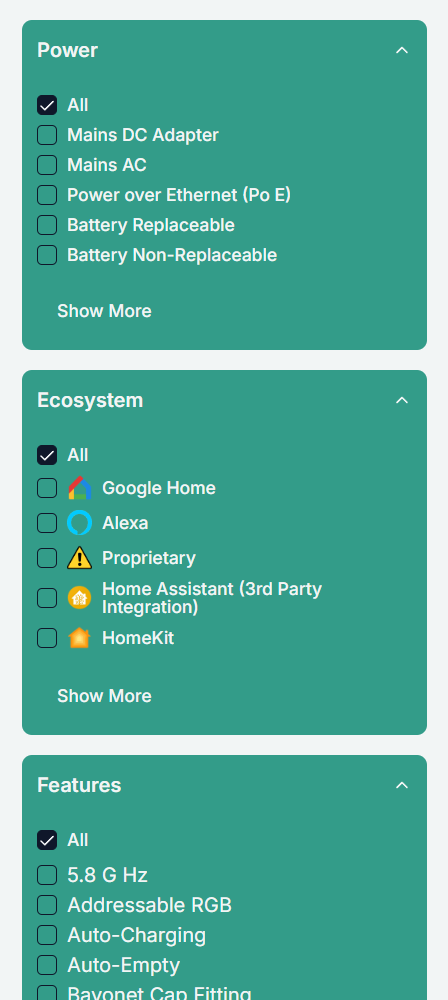 Power
All
Mains DC Adapter
Mains AC
Power over Ethernet (Po E)
Battery Replaceable
Battery Non-Replaceable
Show More
Ecosystem
All
Google Home
Alexa
Proprietary
Home Assistant (3rd Party
Integration)
HomeKit
Show More
Features
All
5.8 G Hz
Addressable RGB
Auto-Charging
Auto-Empty
Bayonet Cap Fitting